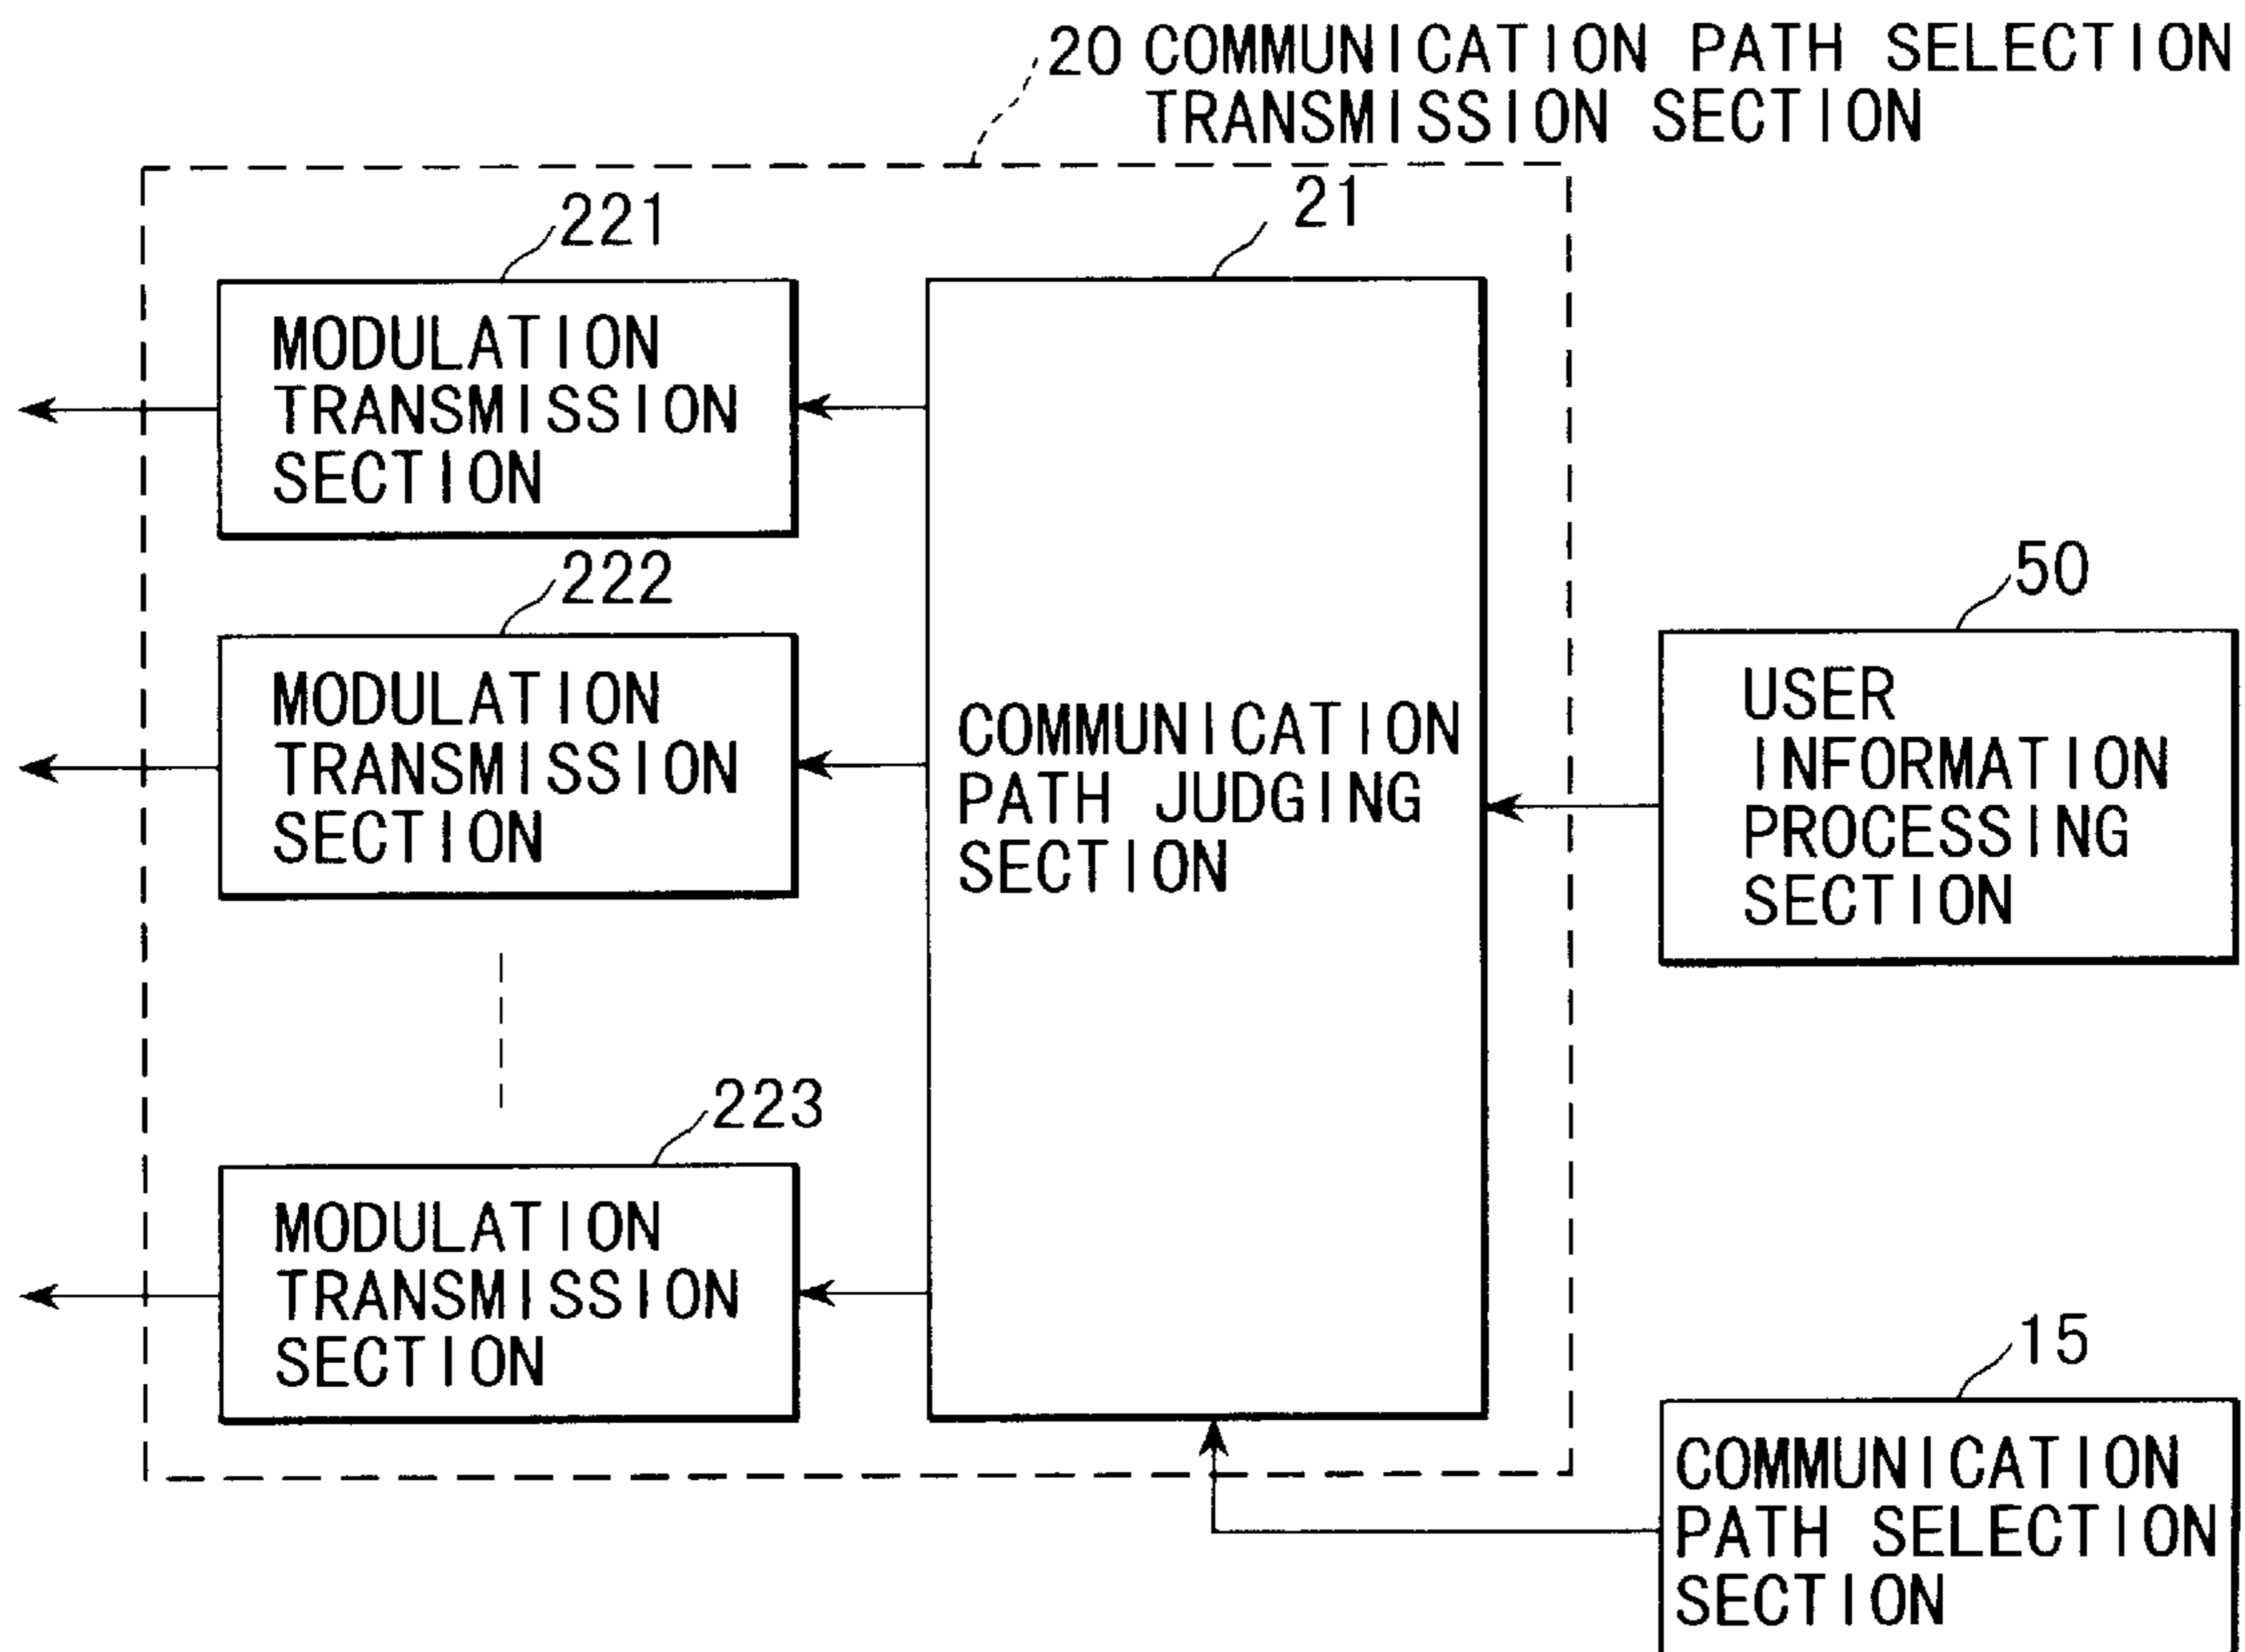 20 COMMUNICATION PATH SELECTION
TRANSMISSION SECTION
221
MODULATION
TRANSMISSION
SECTION
21
COMMUNICATION
PATH JUDGING
SECTION
222
MODULATION
TRANSMISSION
SECTION
50
USER
INFORMATION
PROCESSING
SECTION
223
MODULATION
TRANSMISSION
SECTION
15
COMMUNICATION
PATH SELECTION
SECTION